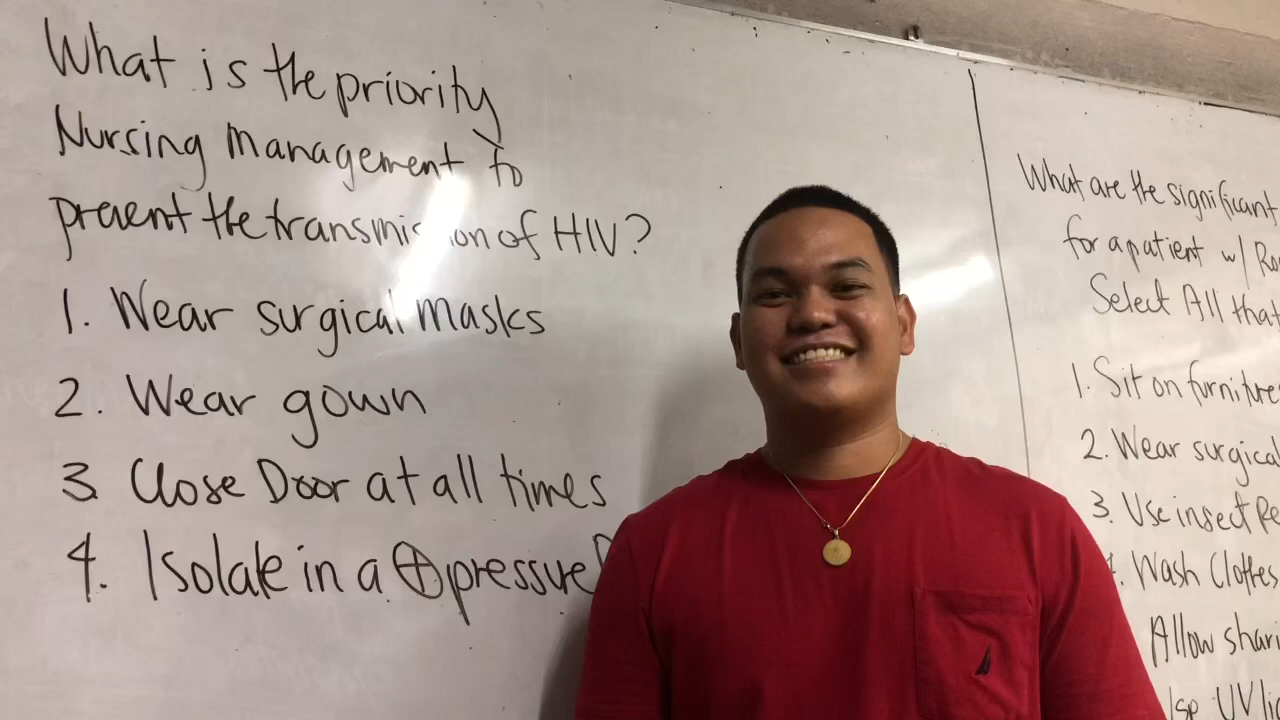 What is the priority
Nursing Management to
prevent the transmission of HIV?
1. Wear surgical Masks
2. Wear gown
3. Close Door at all times
4. Isolate in a ⊕ pressure
What are the significant
for a patient w/
Select All that
1. Sit on furniture
2. Wear surgical
3. Use insect
4. Wash Clothes
Allow
UV